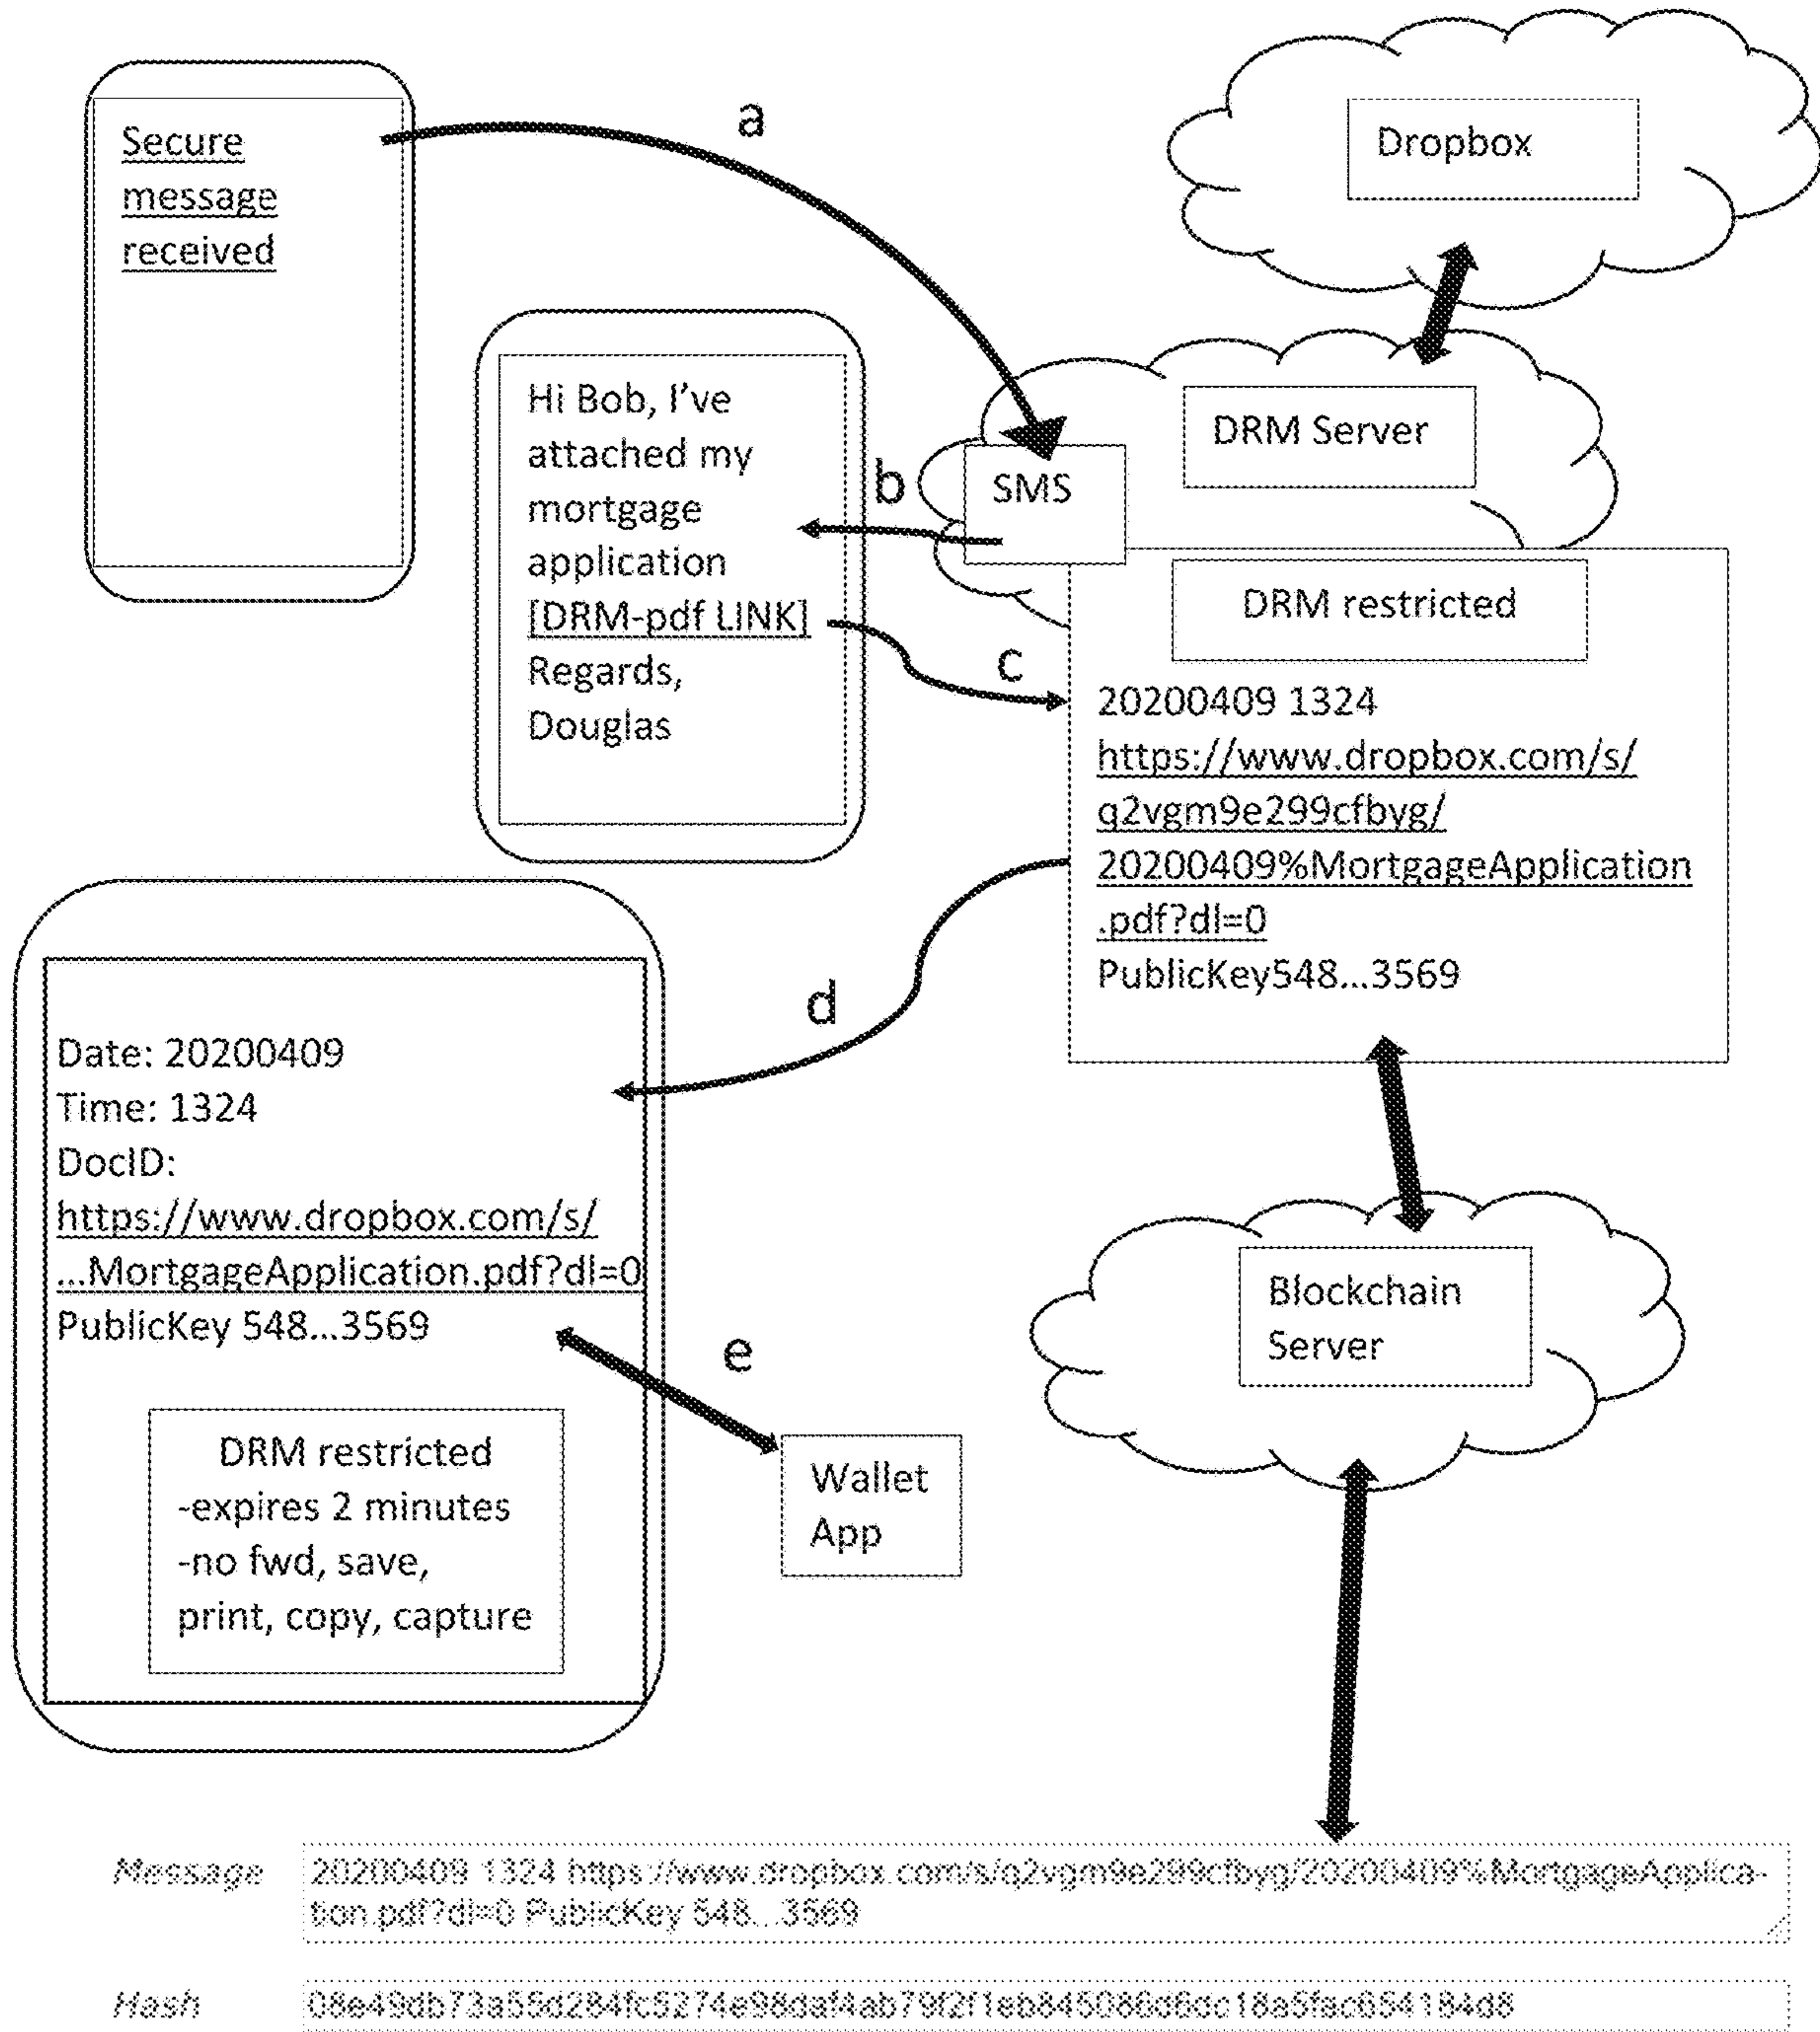 Secure
message
received
a
Dropbox
Hi Bob, I've
attached my
mortgage
application
[DRM-pdf LINK]
Regards,
Douglas
b
SMS
DRM Server
c
DRM restricted
20200409 1324
https://www.dropbox.com/s/
q2vgm9e299cfbyg/
20200409%MortgageApplication
.pdf?dl=0
PublicKey548...3569
d
Date: 20200409
Time: 1324
DocID:
https://www.dropbox.com/s/
...MortgageApplication.pdf?dl=0
PublicKey 548...3569
e
DRM restricted
-expires 2 minutes
-no fwd, save,
print, copy, capture
Wallet
App
Blockchain
Server
Message
20200409 1324 https://www.dropbox.com/s/q2vgm9e299cfbyg/20200409%MortgageApplica-
tion.pdf?dl=0 PublicKey 548...3569
Hash
08e49db73a55d284fc5274e98daf4ab79f2f1eb845086d6dc18a5fac654184d8